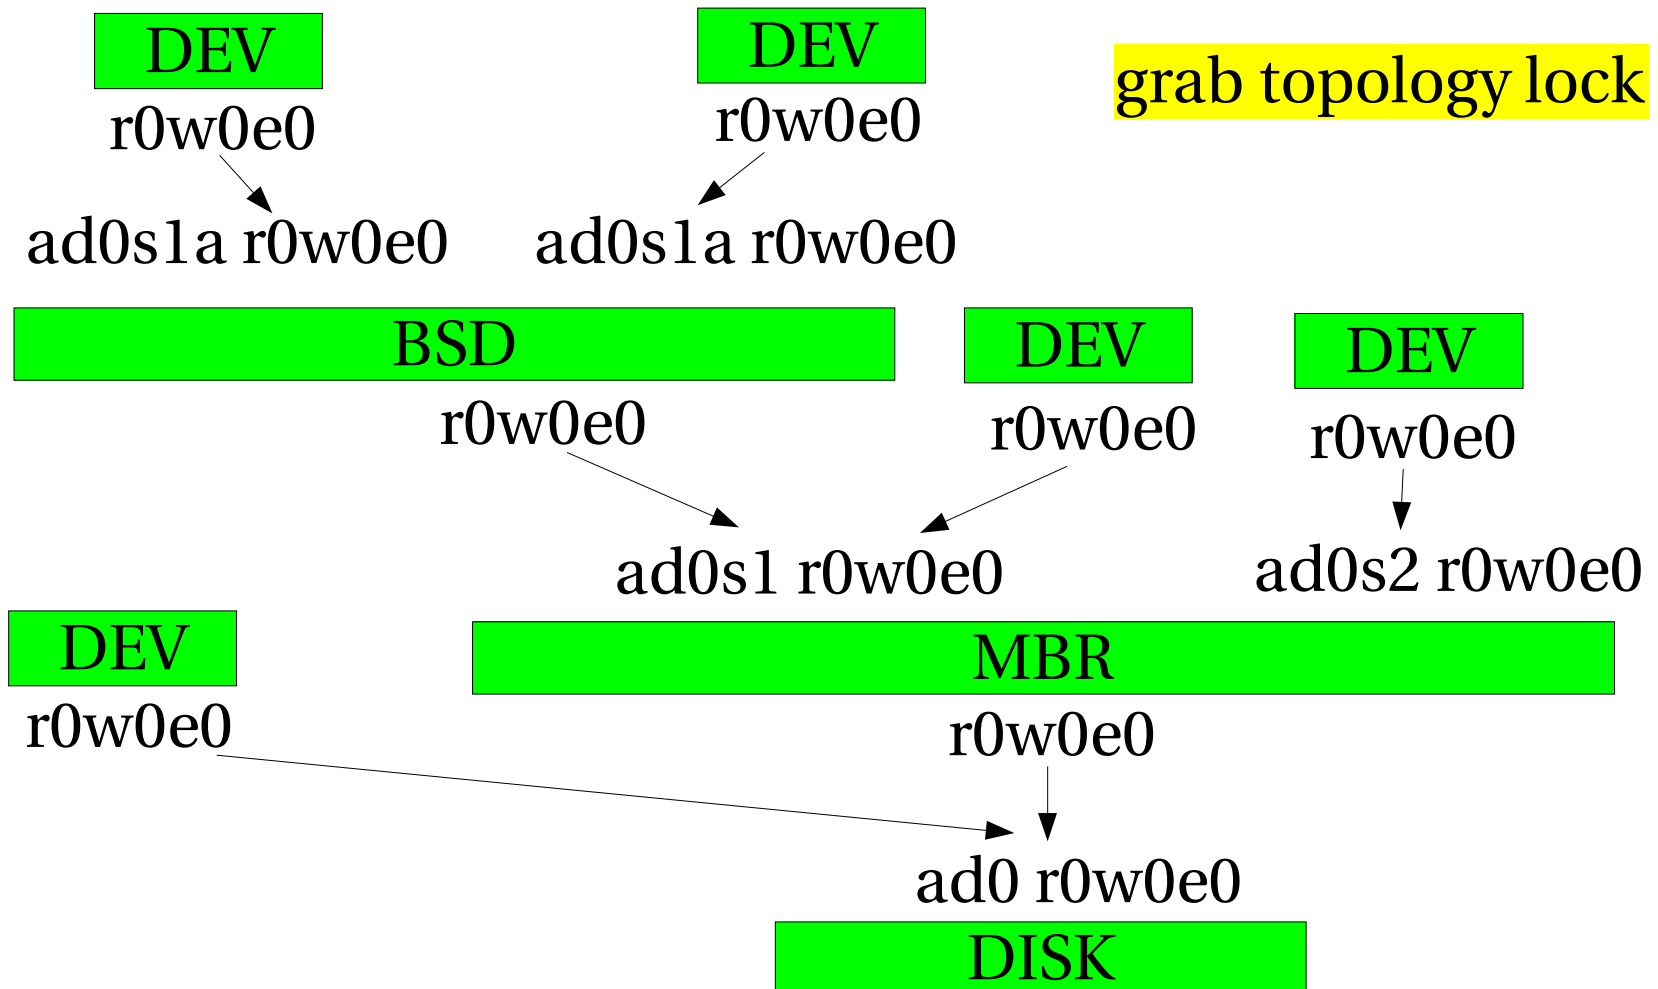 DEV
DEV
grab topology lock
r0w0e0
r0w0e0
ad0s1a r0w0e0
ad0s1a r0w0e0
BSD
DEV
DEV
r0w0e0
r0w0e0
r0w0e0
ad0s1 r0w0e0
ad0s2 r0w0e0
DEV
MBR
r0w0e0
r0w0e0
ad0 r0w0e0
DISK